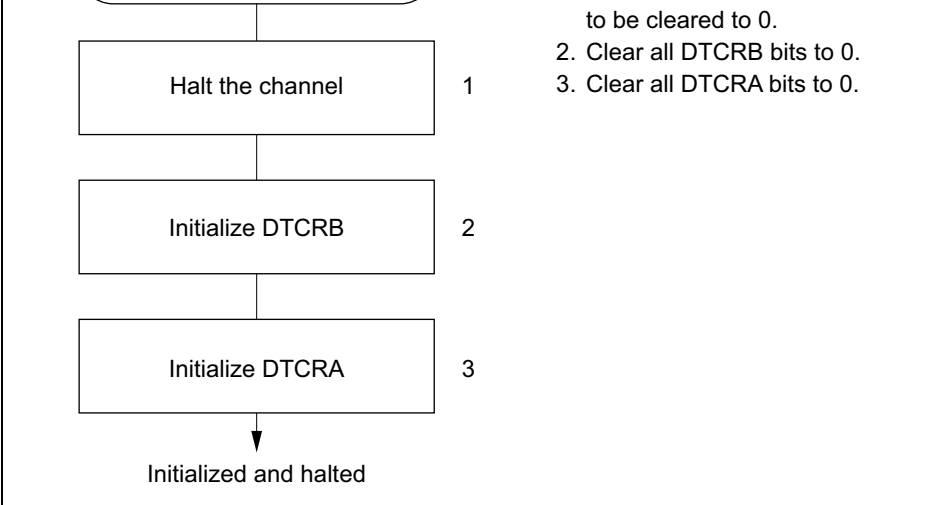 to be cleared to 0.
2. Clear all DTCRB bits to 0.
3. Clear all DTCRA bits to 0.
Halt the channel 1
Initialize DTCRB 2
Initialize DTCRA 3
Initialized and halted